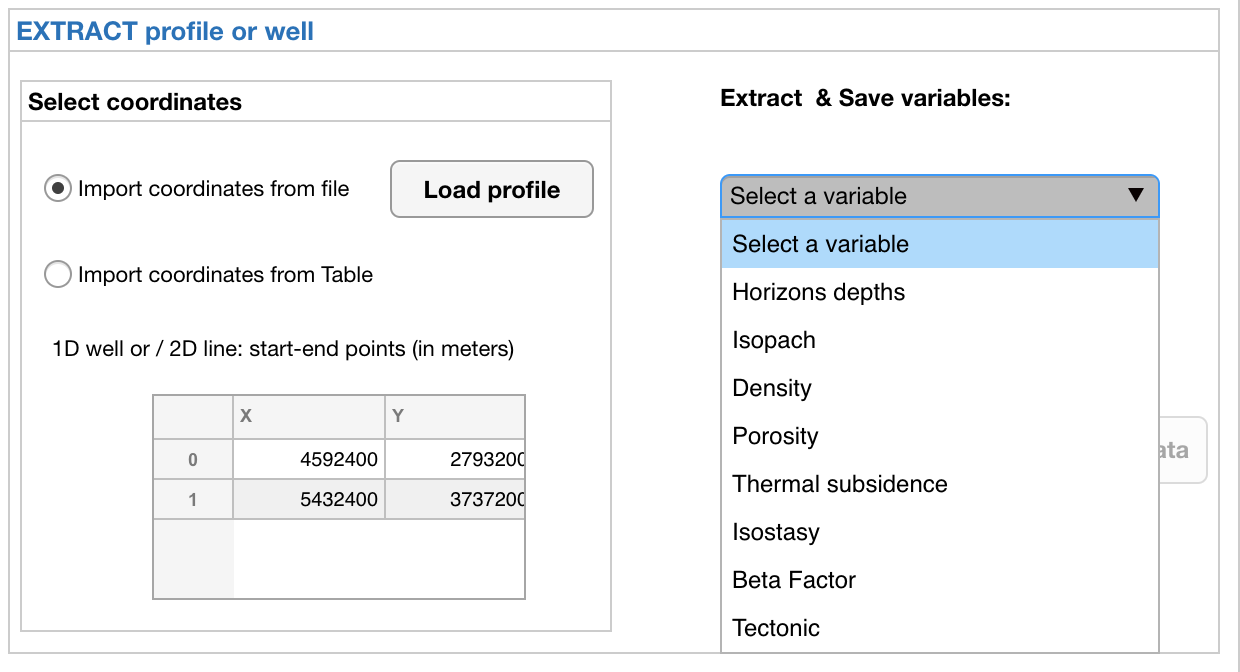 EXTRACT profile or well
Select coordinates
Import coordinates from file
Load profile
Import coordinates from Table
1D well or / 2D line: start-end points (in meters)
X Y
0 4592400 2793200
1 5432400 3737200
Extract & Save variables:
Select a variable ▼
Select a variable
Horizons depths
Isopach
Density
Porosity
Thermal subsidence
Isostasy
Beta Factor
Tectonic